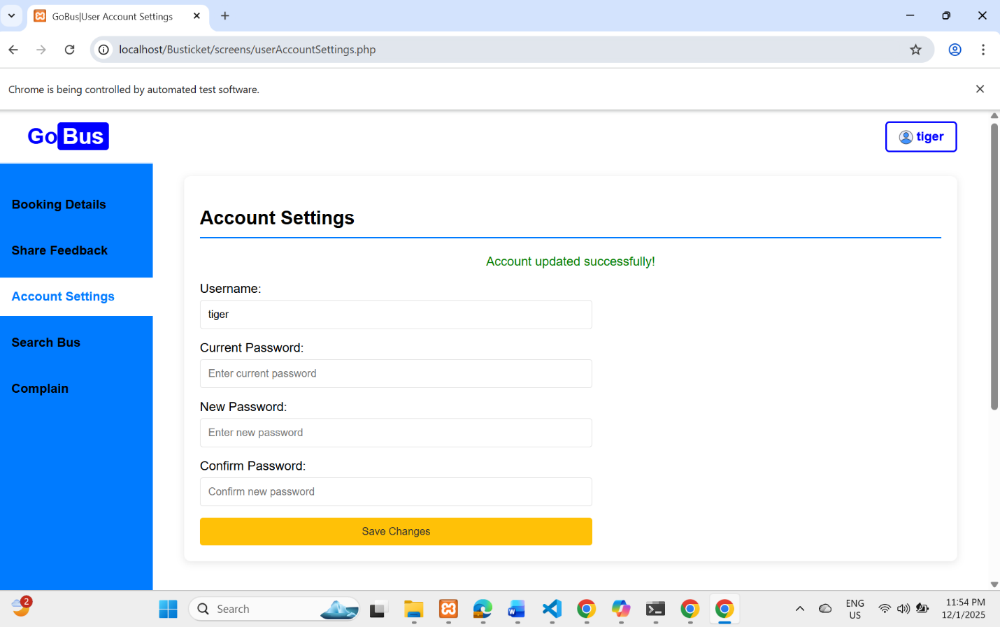 GoBus|User Account Settings
localhost/Busticket/screens/userAccountSettings.php
Chrome is being controlled by automated test software.
GoBus
tiger
Booking Details
Share Feedback
Account Settings
Search Bus
Complain
Account Settings
Account updated successfully!
Username:
tiger
Current Password:
Enter current password
New Password:
Enter new password
Confirm Password:
Confirm new password
Save Changes
2
Search
ENG
US
11:54 PM
12/1/2025